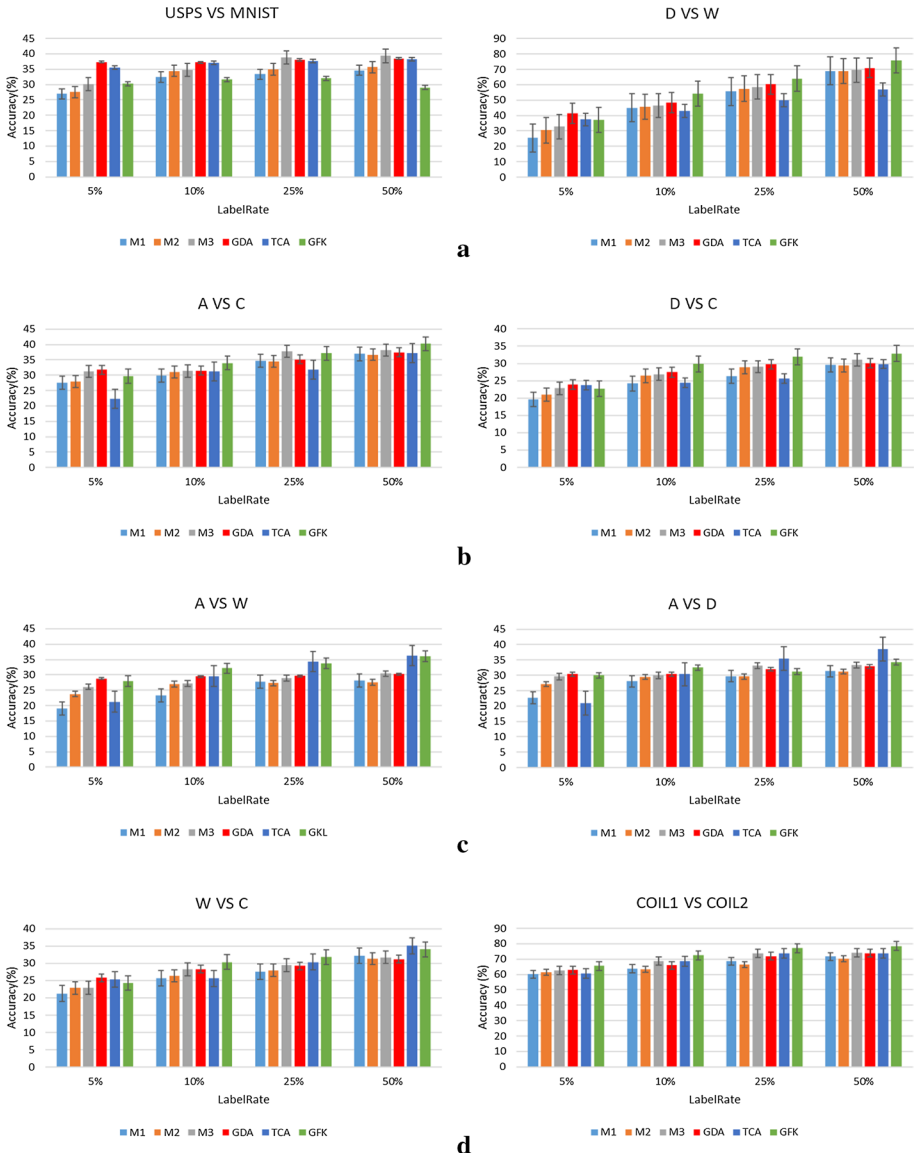 USPS VS MNIST
Accuracy(%)
45
40
35
30
25
20
15
10
5
0
5% 10% 25% 50%
LabelRate
M1 M2 M3 GDA TCA GFK
D VS W
Accuracy(%)
90
80
70
60
50
40
30
20
10
0
5% 10% 25% 50%
LabelRate
M1 M2 M3 GDA TCA GFK
a
A VS C
Accuracy(%)
45
40
35
30
25
20
15
10
5
0
5% 10% 25% 50%
LabelRate
M1 M2 M3 GDA TCA GFK
D VS C
Accuracy(%)
40
35
30
25
20
15
10
5
0
5% 10% 25% 50%
LabelRate
M1 M2 M3 GDA TCA GFK
b
A VS W
Accuracy(%)
45
40
35
30
25
20
15
10
5
0
5% 10% 25% 50%
LabelRate
M1 M2 M3 GDA TCA GKL
A VS D
Accuract(%)
45
40
35
30
25
20
15
10
5
0
5% 10% 25% 50%
LabelRate
M1 M2 M3 GDA TCA GFK
c
W VS C
Accuracy(%)
40
35
30
25
20
15
10
5
0
5% 10% 25% 50%
LabelRate
M1 M2 M3 GDA TCA GFK
COIL1 VS COIL2
Accuracy (%)
90
80
70
60
50
40
30
20
10
0
5% 10% 25% 50%
LabelRate
M1 M2 M3 GDA TCA GFK
d